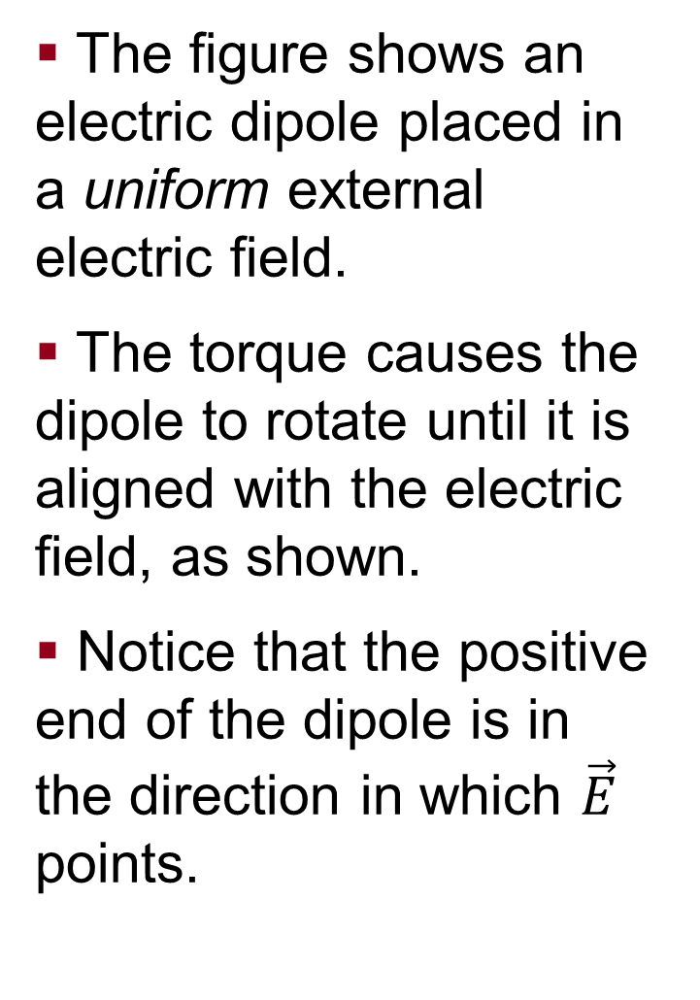 ▪ The figure shows an
electric dipole placed in
a uniform external
electric field.
▪ The torque causes the
dipole to rotate until it is
aligned with the electric
field, as shown.
▪ Notice that the positive
end of the dipole is in
the direction in which E⃗
points.